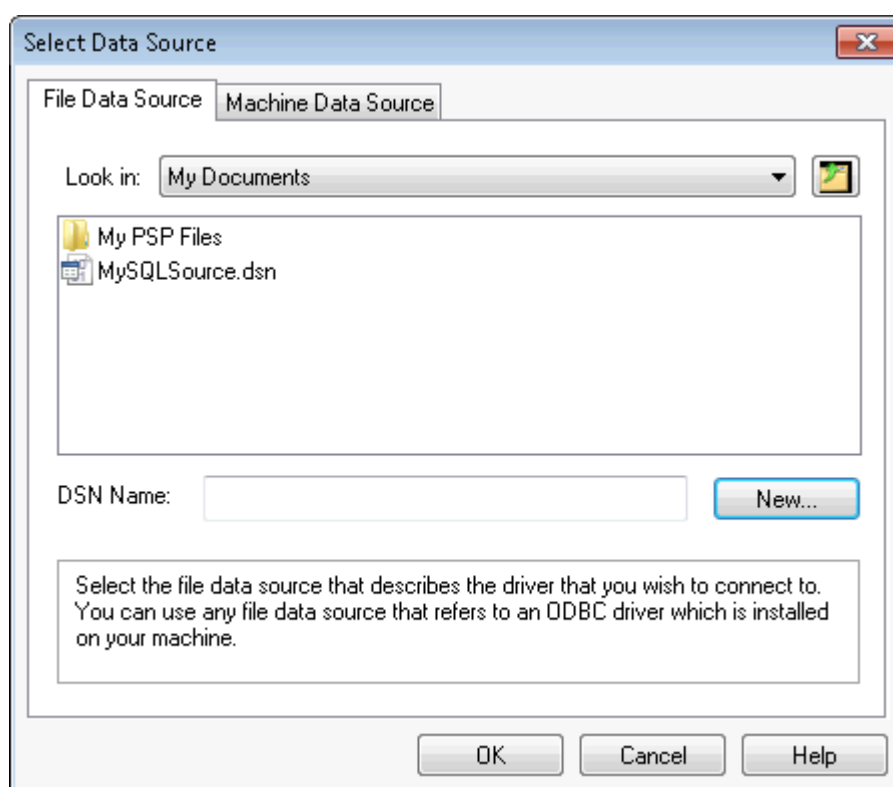 Select Data Source
File Data Source
Machine Data Source
Look in:
My Documents
My PSP Files
MySQLSource.dsn
DSN Name:
New...
Select the file data source that describes the driver that you wish to connect to.
You can use any file data source that refers to an ODBC driver which is installed
on your machine.
OK
Cancel
Help